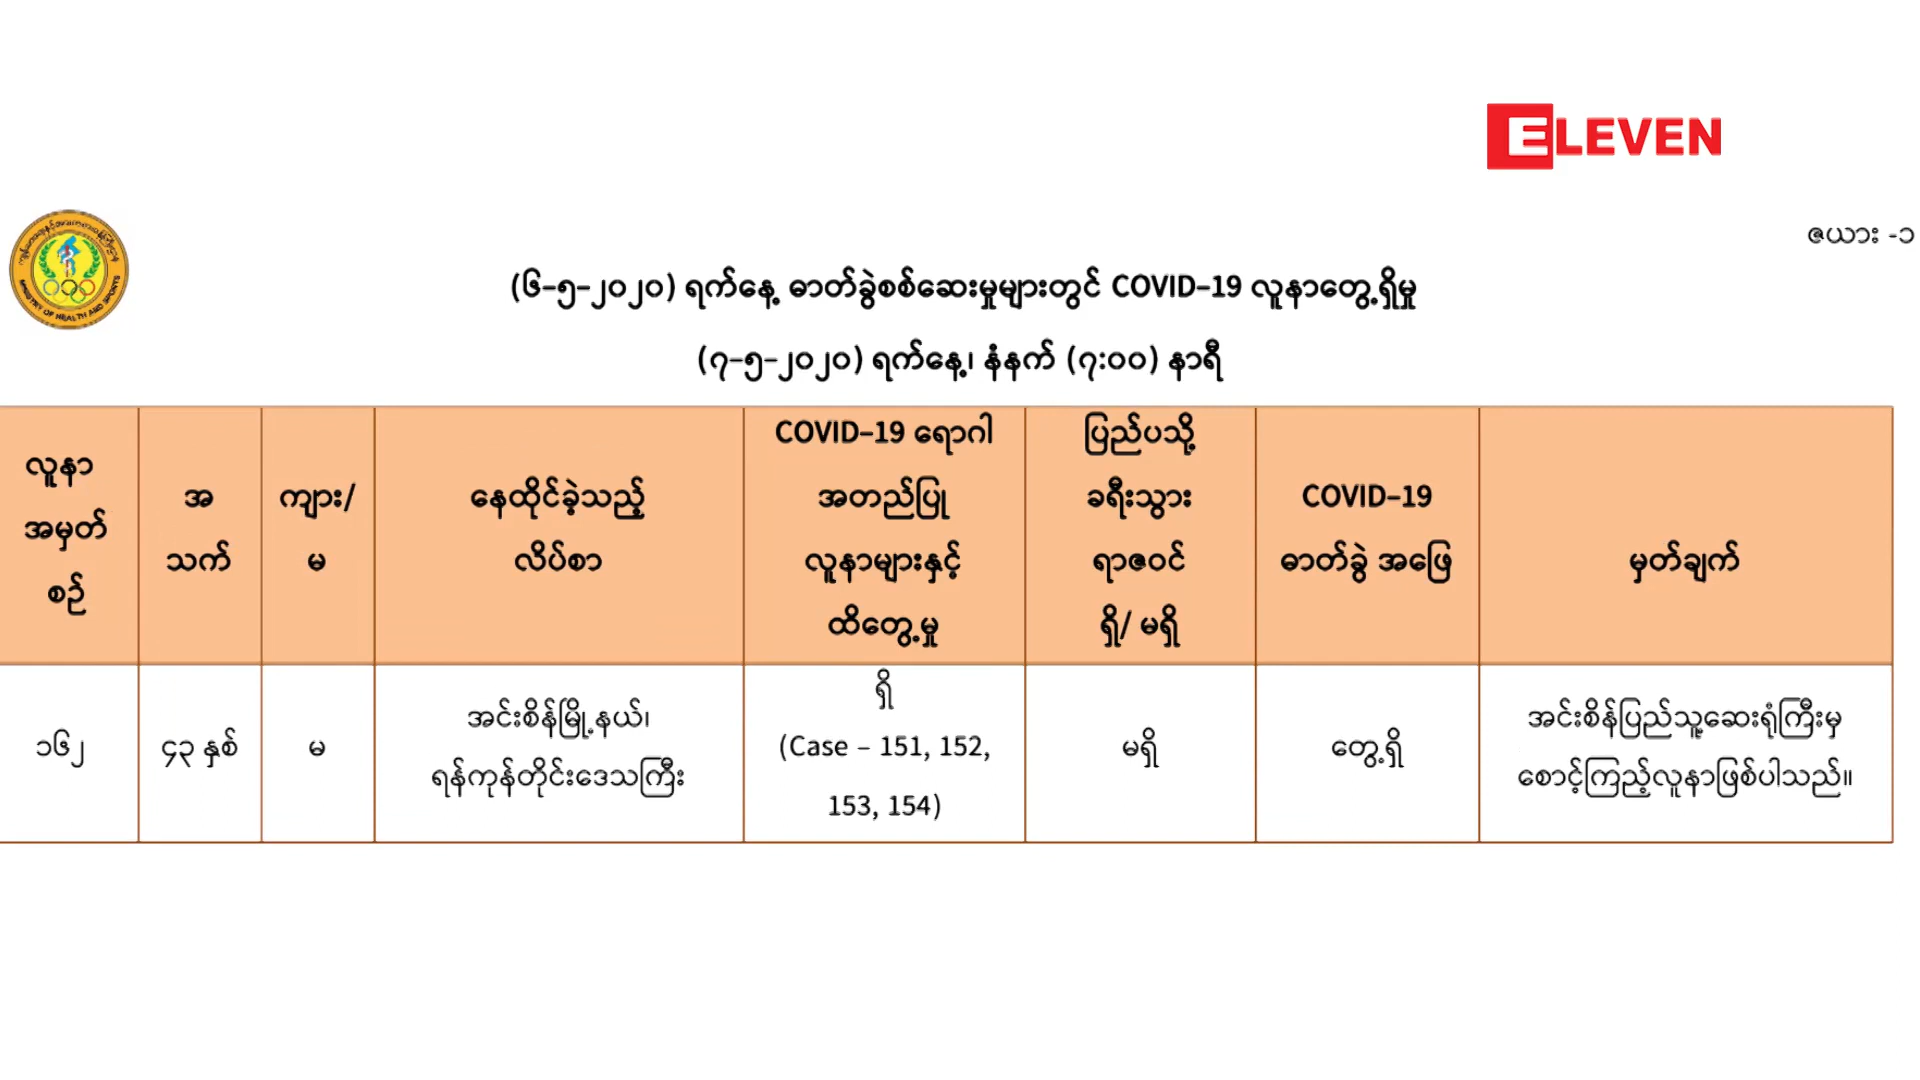 ELEVEN
ဇယား -၁
MINISTRY OF HEALTH AND SPORTS
(၆-၅-၂၀၂၀) ရက်နေ့ ဓာတ်ခွဲစစ်ဆေးမှုများတွင် COVID-19 လူနာတွေ့ရှိမှု
(၇-၅-၂၀၂၀) ရက်နေ့၊ နံနက် (၇:၀၀) နာရီ
လူနာ
အမှတ်
စဉ်
အ
သက်
ကျား/
မ
နေထိုင်ခဲ့သည့်
လိပ်စာ
COVID-19 ရောဂါ
အတည်ပြု
လူနာများနှင့်
ထိတွေ့မှု
ပြည်ပသို့
ခရီးသွား
ရာဇဝင်
ရှိ/ မရှိ
COVID-19
ဓာတ်ခွဲ အဖြေ
မှတ်ချက်
၁၆၂
၄၃ နှစ်
မ
အင်းစိန်မြို့နယ်၊
ရန်ကုန်တိုင်းဒေသကြီး
ရှိ
(Case – 151, 152,
153, 154)
မရှိ
တွေ့ရှိ
အင်းစိန်ပြည်သူ့ဆေးရုံကြီးမှ
စောင့်ကြည့်လူနာဖြစ်ပါသည်။